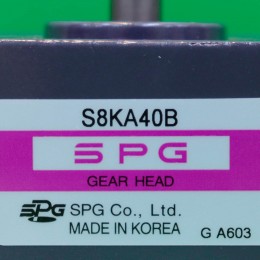 S8KA40B
SPG
GEAR HEAD
SPG SPG Co., Ltd.
MADE IN KOREA G A603